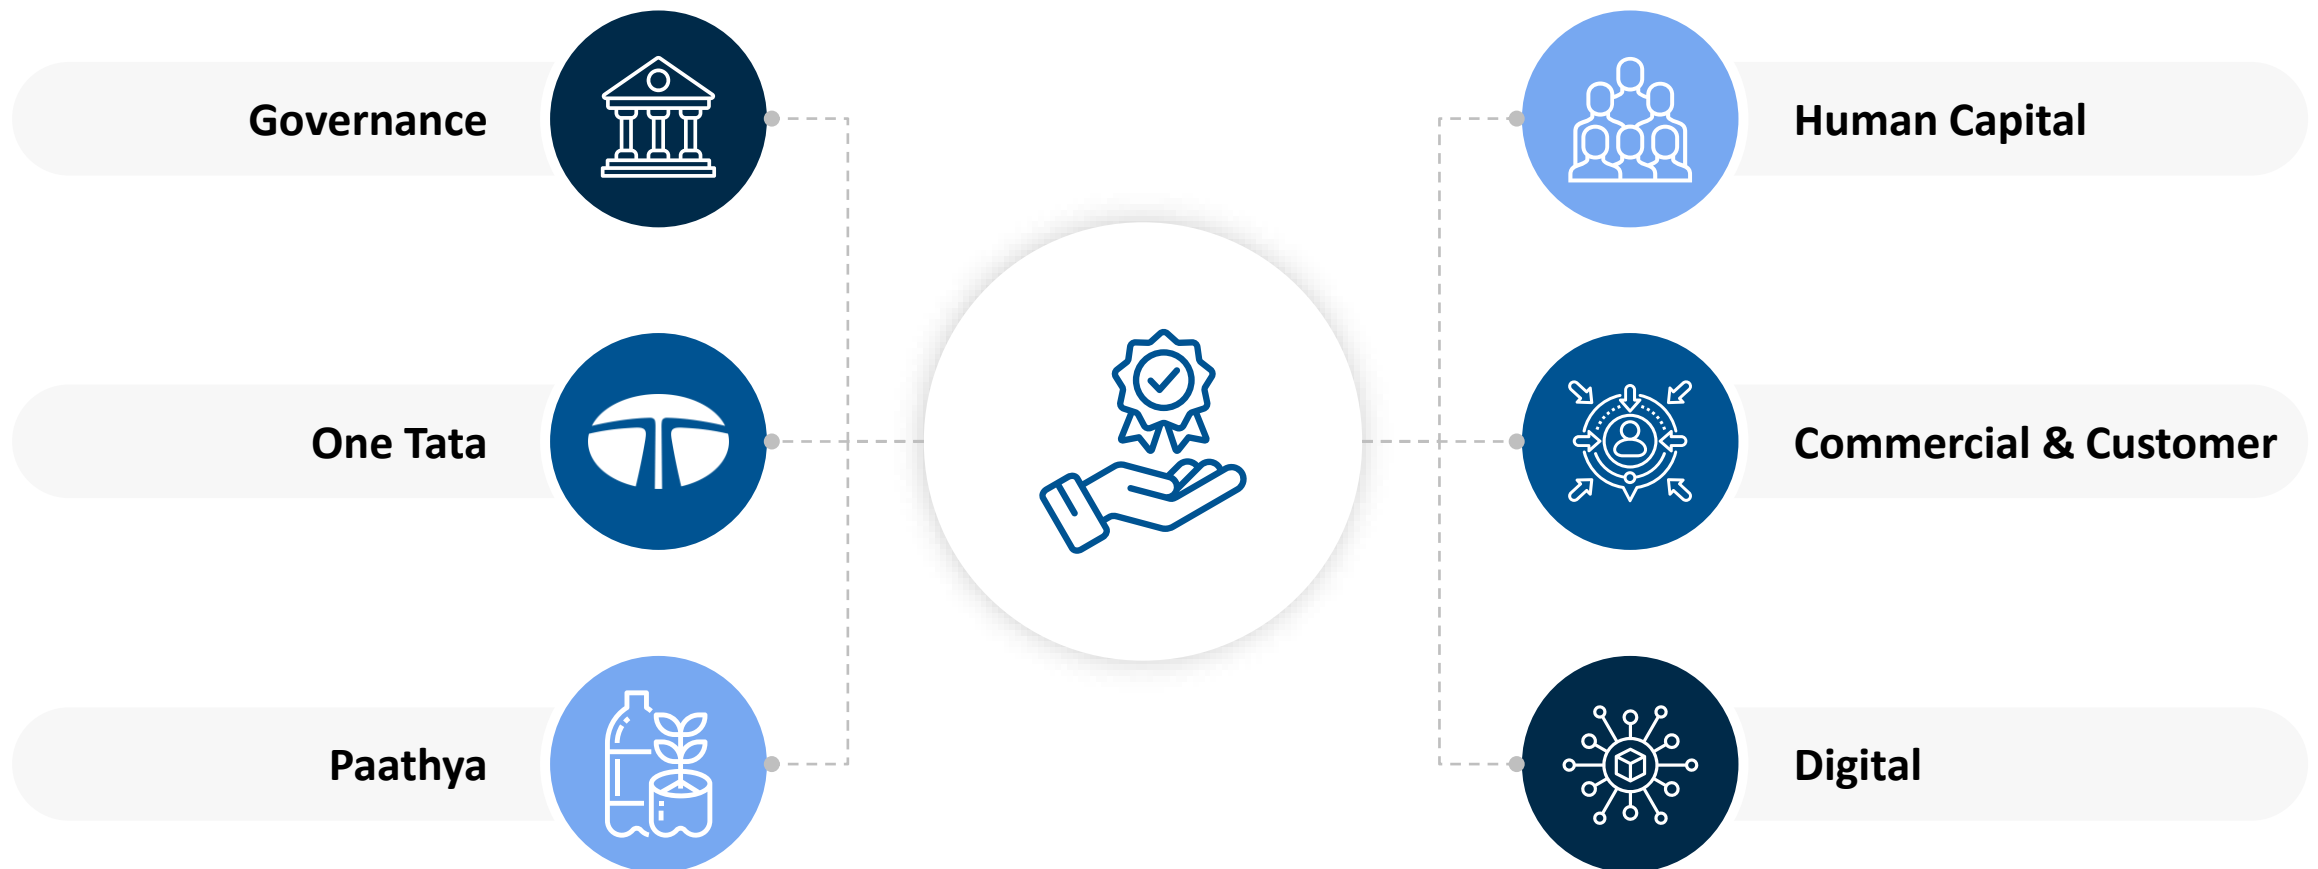 Governance
One Tata
Paathya
Human Capital
Commercial & Customer
Digital